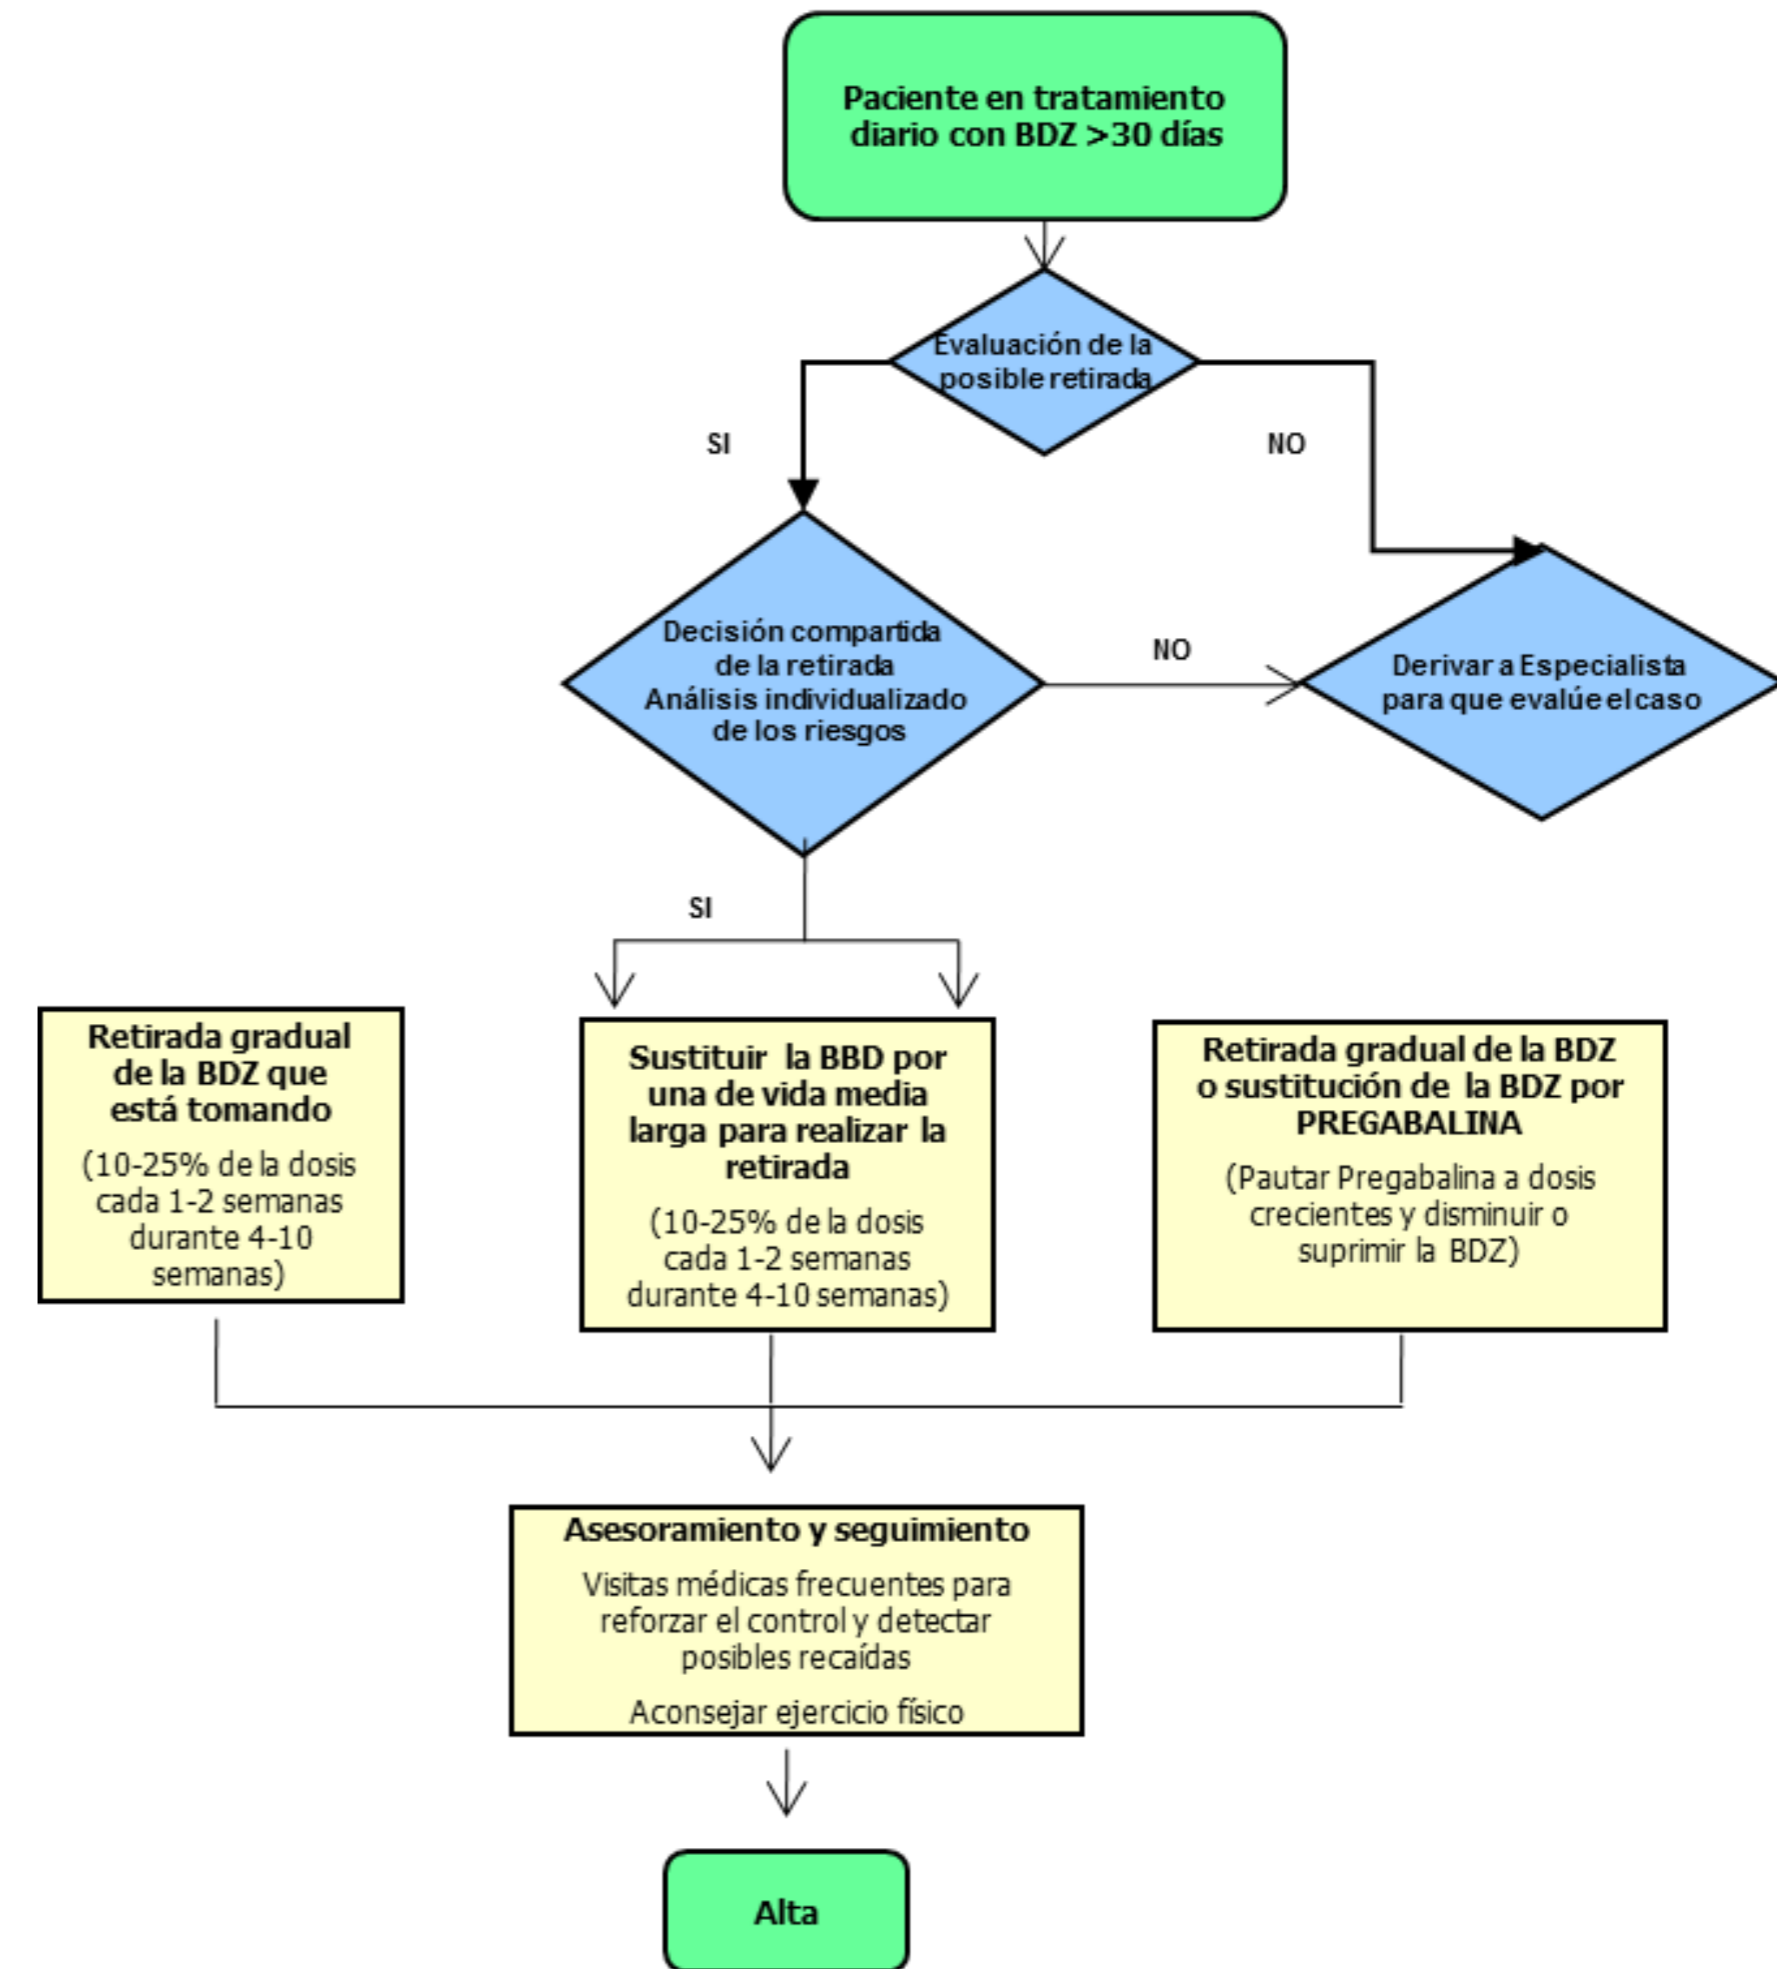 Paciente en tratamiento
diario con BDZ >30 días
Evaluación de la
posible retirada
SI
NO
Decisión compartida
de la retirada
Análisis individualizado
de los riesgos
NO
Derivar a Especialista
para que evalúe el caso
SI
Retirada gradual
de la BDZ que
está tomando
(10-25% de la dosis
cada 1-2 semanas
durante 4-10
semanas)
Sustituir la BBD por
una de vida media
larga para realizar la
retirada
(10-25% de la dosis
cada 1-2 semanas
durante 4-10 semanas)
Retirada gradual de la BDZ
o sustitución de la BDZ por
PREGABALINA
(Pautar Pregabalina a dosis
crecientes y disminuir o
suprimir la BDZ)
Asesoramiento y seguimiento
Visitas médicas frecuentes para
reforzar el control y detectar
posibles recaídas
Aconsejar ejercicio físico
Alta